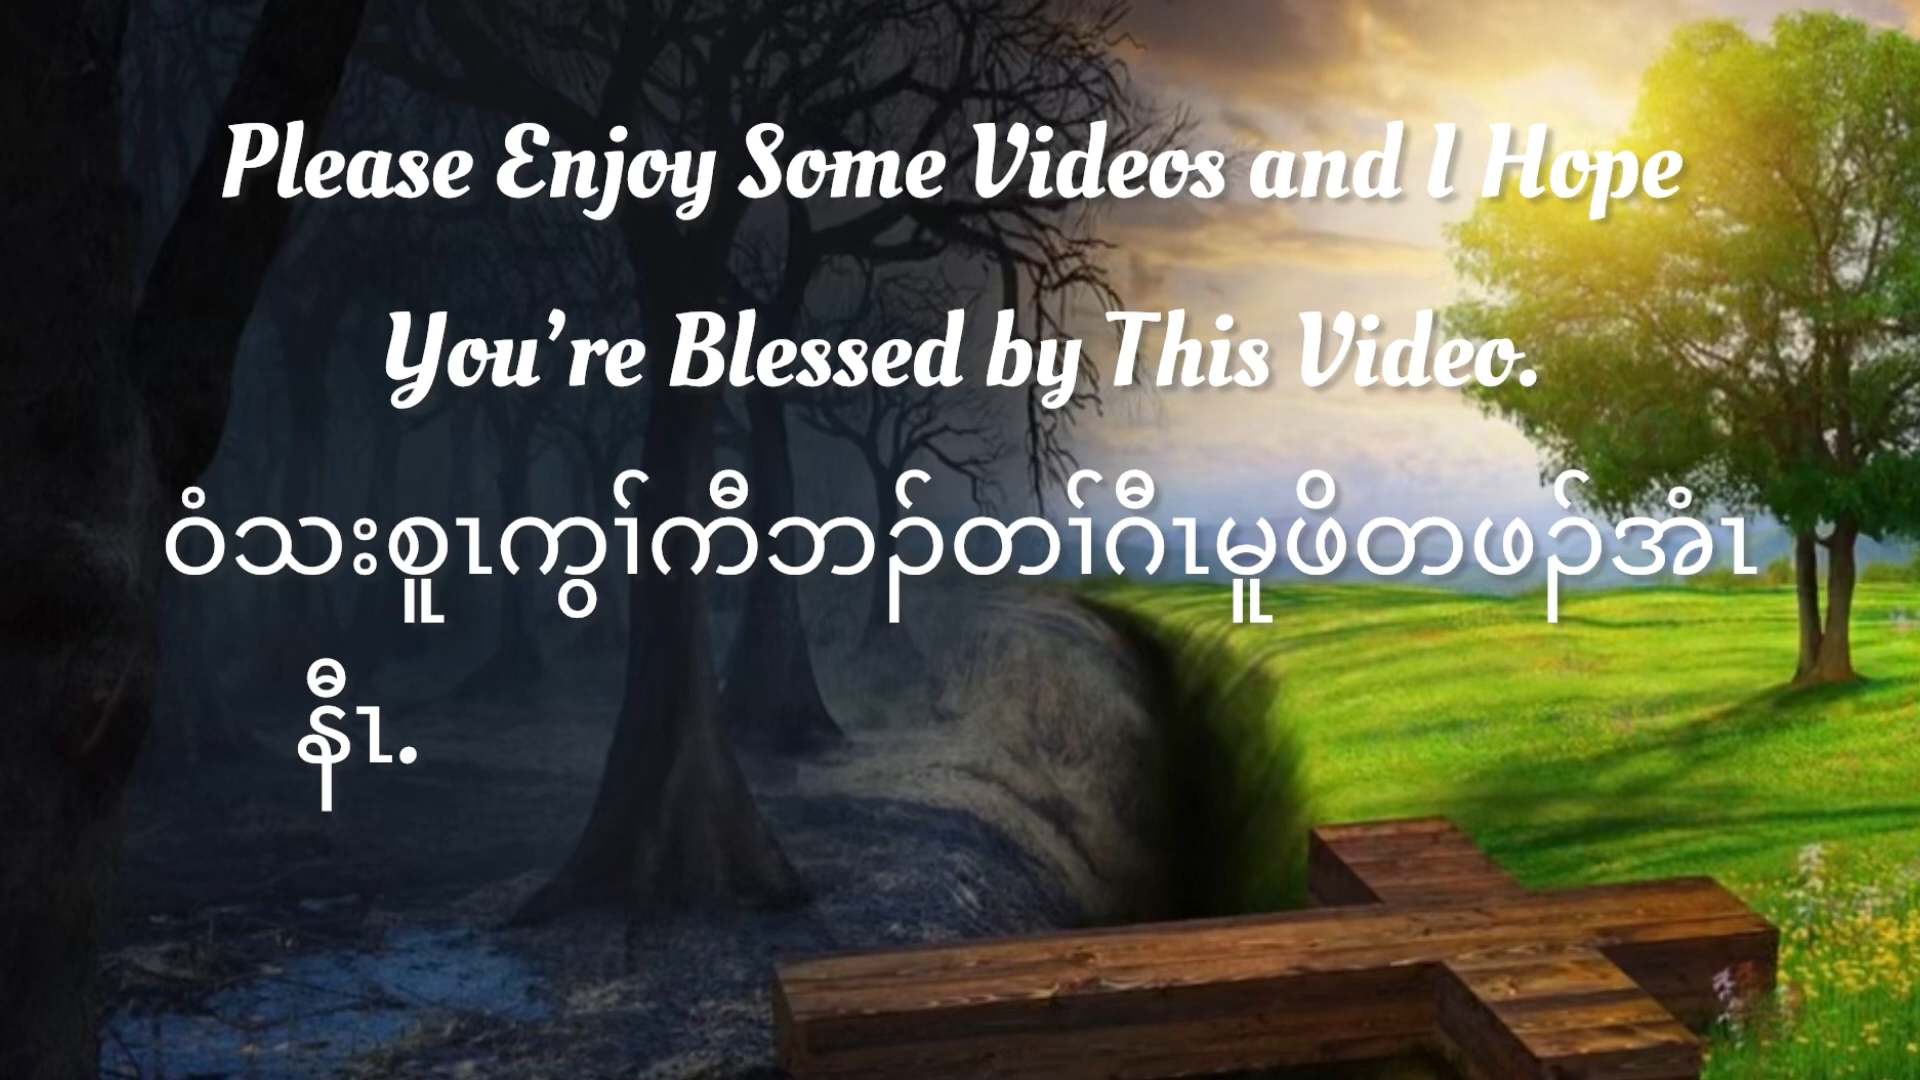 Please Enjoy Some Videos and I Hope
You’re Blessed by This Video.
ဝံသးစူၤကွၢ်ကီဘၣ်တၢ်ဂီၤမူဖိတဖၣ်အံၤ
နီၤ.